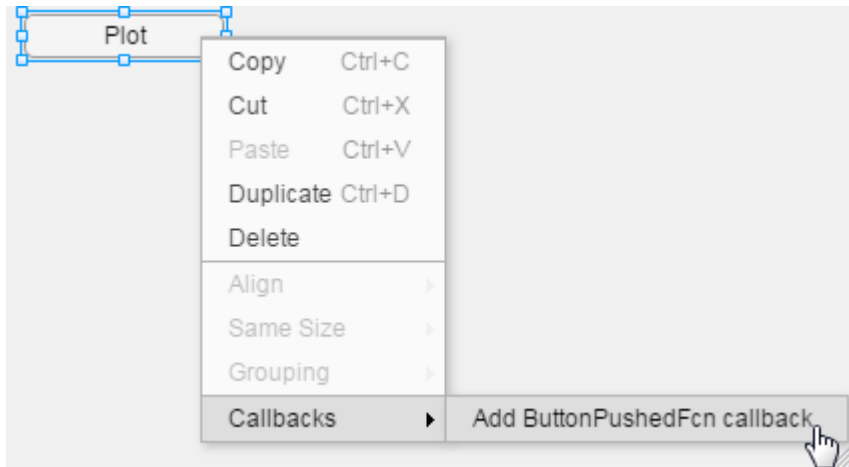 Plot
Copy Ctrl+C
Cut Ctrl+X
Paste Ctrl+V
Duplicate Ctrl+D
Delete
Align
Same Size
Grouping
Callbacks Add ButtonPushedFcn callback